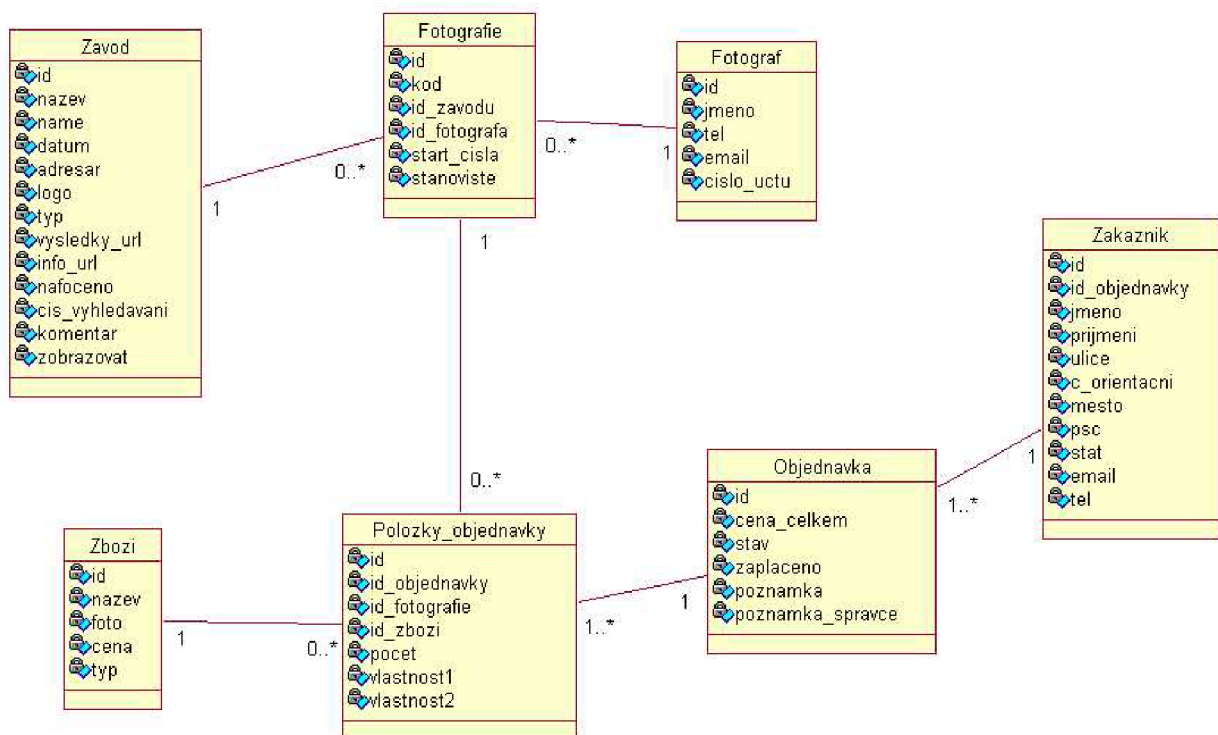 Zavod
id
nazev
name
datum
adresar
logo
typ
vysledky_url
info_url
nafoceno
cis_vyhledavani
komentar
zobrazovat
1
0..*
Fotografie
id
kod
id_zavodu
id_fotografa
start_cisla
stanoviste
0..*
1
Fotograf
id
jmeno
tel
email
cislo_uctu
1
0..*
Zakaznik
id
id_objednavky
jmeno
prijmeni
ulice
c_orientacni
mesto
psc
stat
email
tel
1
1..*
Objednavka
id
cena_celkem
stav
zaplaceno
poznamka
poznamka_spravce
1
1..*
Polozky_objednavky
id
id_objednavky
id_fotografie
id_zbozi
pocet
vlastnost1
vlastnost2
0..*
1
Zbozi
id
nazev
foto
cena
typ